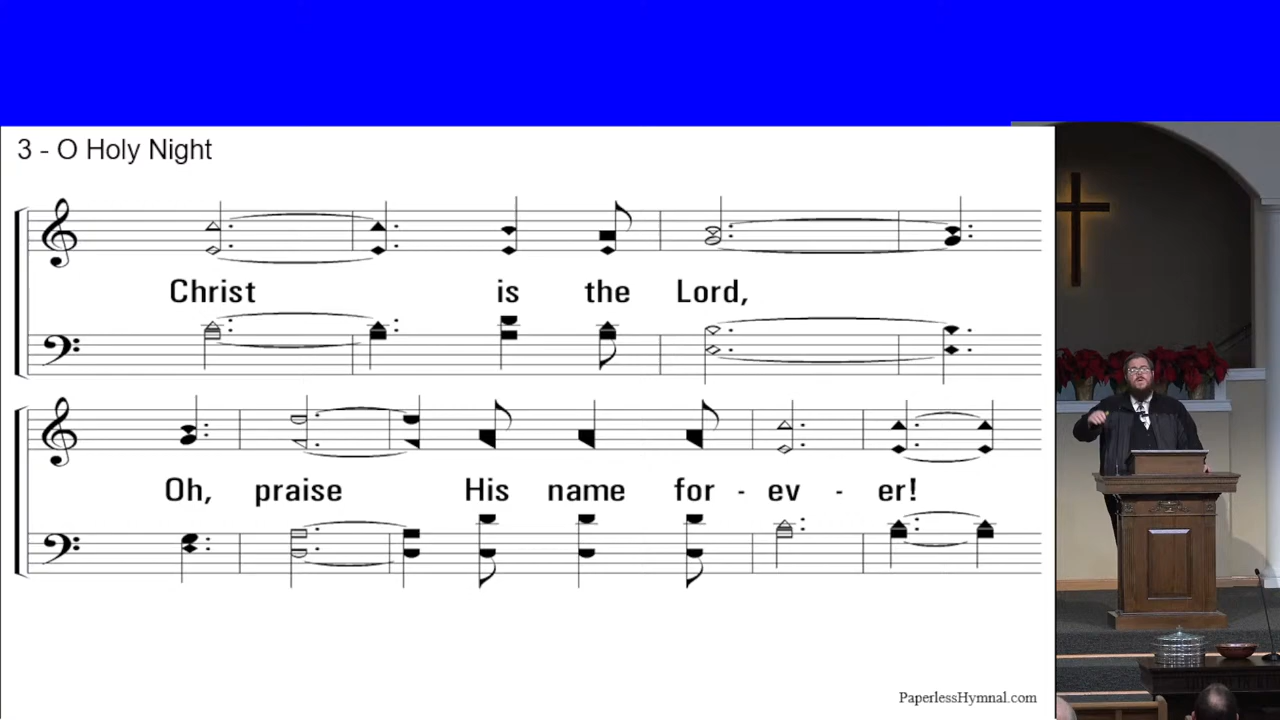 3 - O Holy Night
Christ is the Lord,
Oh, praise His name for - ev - er!
PaperlessHymnal.com